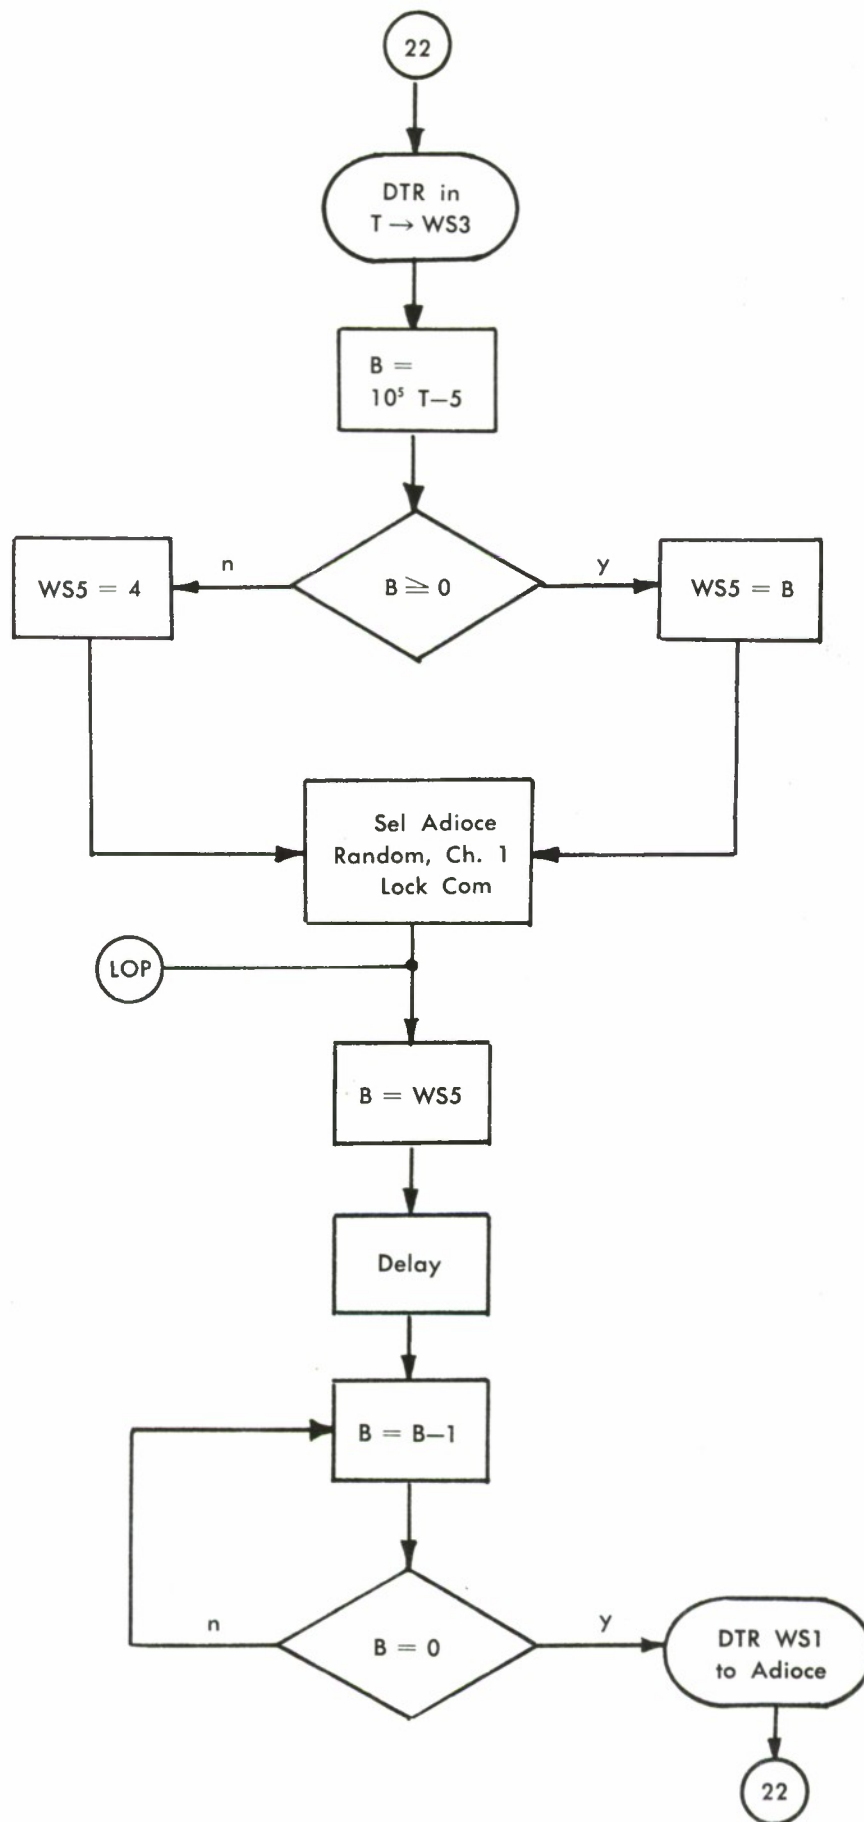 22
DTR in
T → WS3
B =
10⁵ T—5
n
y
WS5 = 4
B ≧ 0
WS5 = B
Sel Adioce
Random, Ch. 1
Lock Com
LOP
B = WS5
Delay
B = B—1
n
y
B = 0
DTR WS1
to Adioce
22